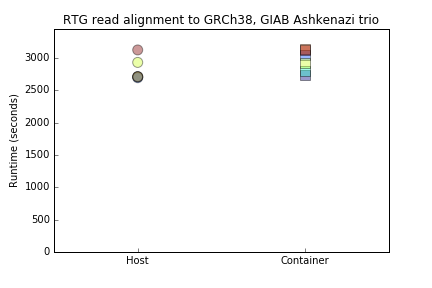 RTG read alignment to GRCh38, GIAB Ashkenazi trio
Runtime (seconds)
3000
2500
2000
1500
1000
500
0
Host Container